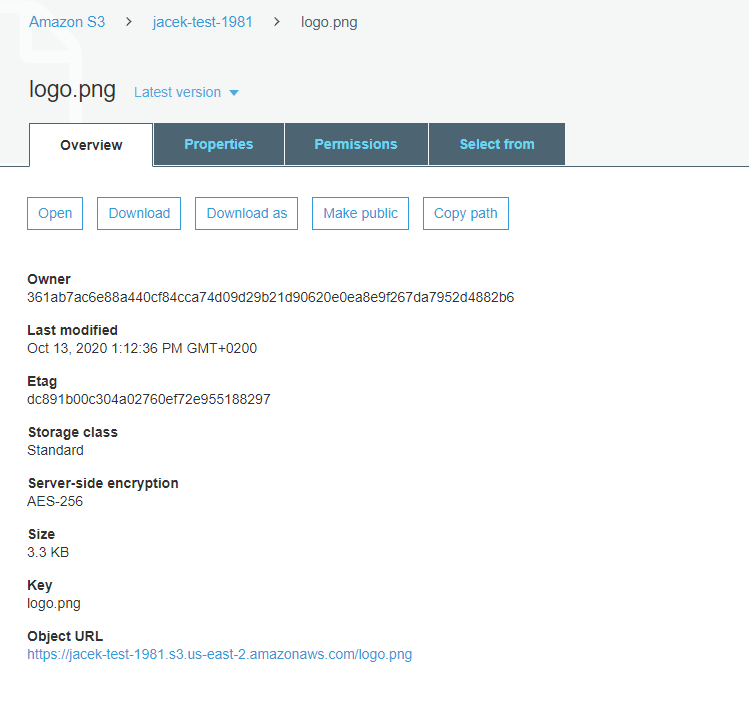 Amazon S3 > jacek-test-1981 > logo.png
logo.png Latest version
Overview Properties Permissions Select from
Open Download Download as Make public Copy path
Owner
361ab7ac6e88a440cf84cca74d09d29b21d90620e0ea8e9f267da7952d4882b6
Last modified
Oct 13, 2020 1:12:36 PM GMT+0200
Etag
dc891b00c304a02760ef72e955188297
Storage class
Standard
Server-side encryption
AES-256
Size
3.3 KB
Key
logo.png
Object URL
https://jacek-test-1981.s3.us-east-2.amazonaws.com/logo.png